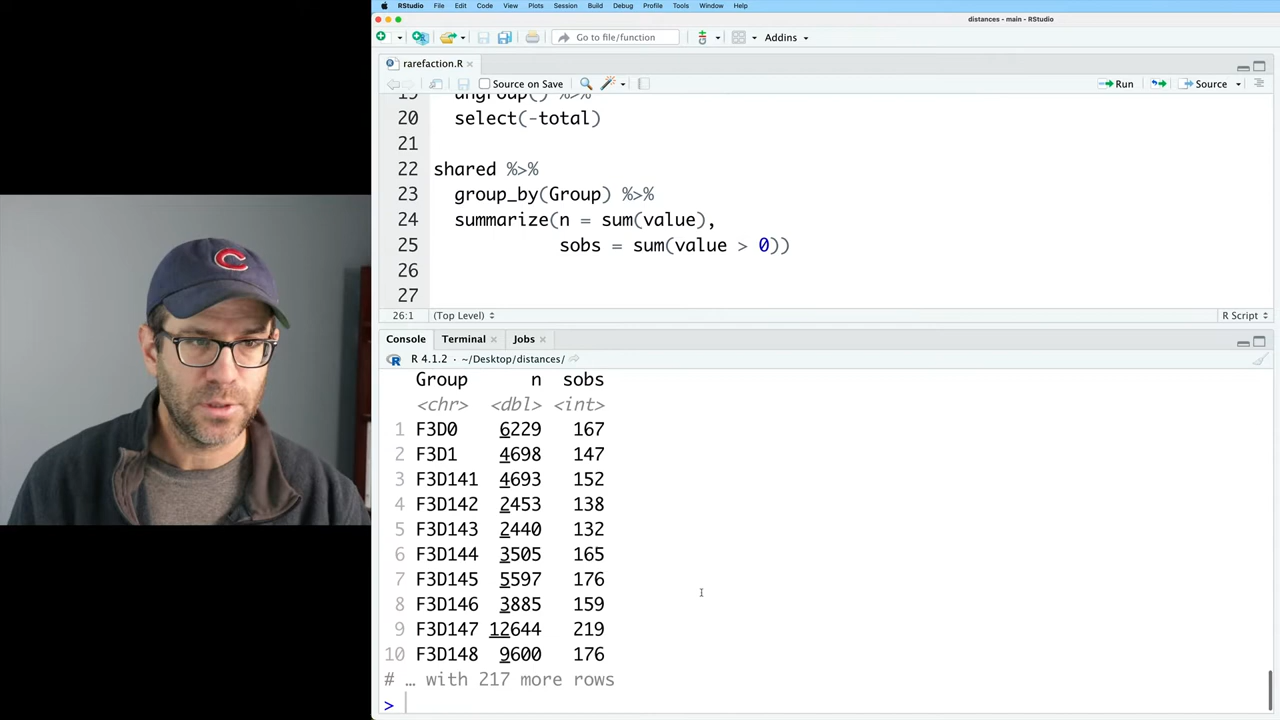 RStudio File Edit Code View Plots Session Build Debug Profile Tools Window Help
distances - main - RStudio
Go to file/function Addins
rarefaction.R
Source on Save Run Source
19 ungroup() %>%
20 select(-total)
21
22 shared %>%
23 group_by(Group) %>%
24 summarize(n = sum(value),
25 sobs = sum(value > 0))
26
27
26:1 (Top Level) R Script
Console Terminal Jobs
R 4.1.2 · ~/Desktop/distances/
Group n sobs
<chr> <dbl> <int>
1 F3D0 6229 167
2 F3D1 4698 147
3 F3D141 4693 152
4 F3D142 2453 138
5 F3D143 2440 132
6 F3D144 3505 165
7 F3D145 5597 176
8 F3D146 3885 159
9 F3D147 12644 219
10 F3D148 9600 176
# … with 217 more rows
>
C